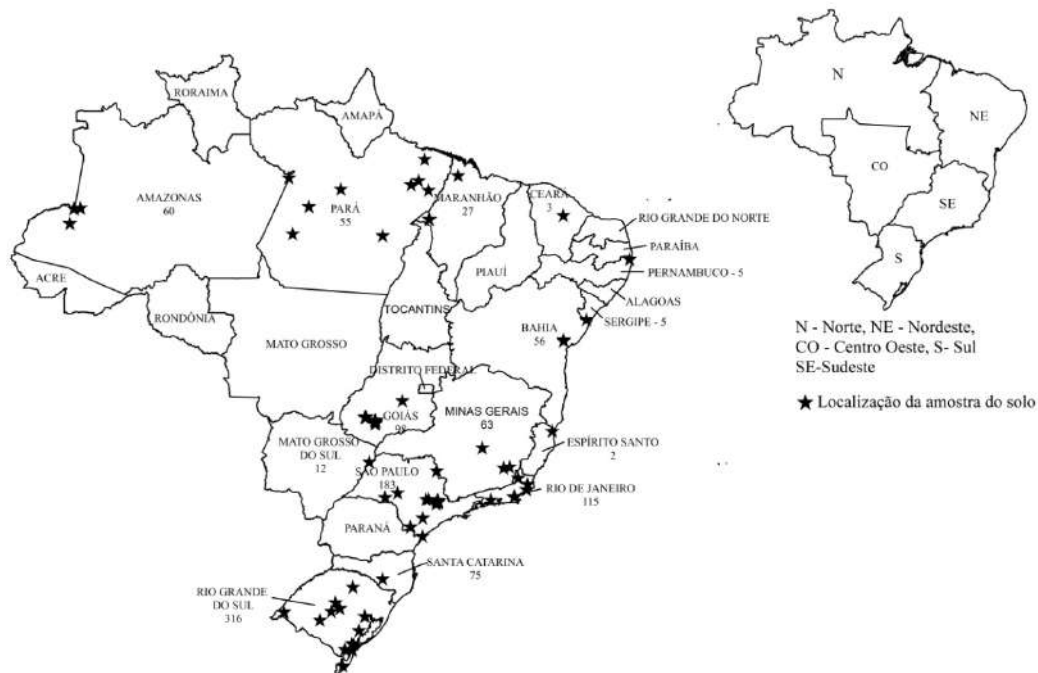 RORAIMA
AMAPÁ
AMAZONAS
60
PARÁ
55
MARANHÃO
27
CEARÁ
3
RIO GRANDE DO NORTE
PARAÍBA
PERNAMBUCO - 5
ALAGOAS
SERGIPE - 5
PIAUÍ
ACRE
RONDÔNIA
TOCANTINS
MATO GROSSO
BAHIA
56
DISTRITO FEDERAL
GOIÁS
98
MINAS GERAIS
63
MATO GROSSO
DO SUL
12
ESPÍRITO SANTO
2
SÃO PAULO
183
RIO DE JANEIRO
115
PARANÁ
SANTA CATARINA
75
RIO GRANDE
DO SUL
316
N
NE
CO
SE
S
N - Norte, NE - Nordeste,
CO - Centro Oeste, S- Sul
SE-Sudeste
Localização da amostra do solo